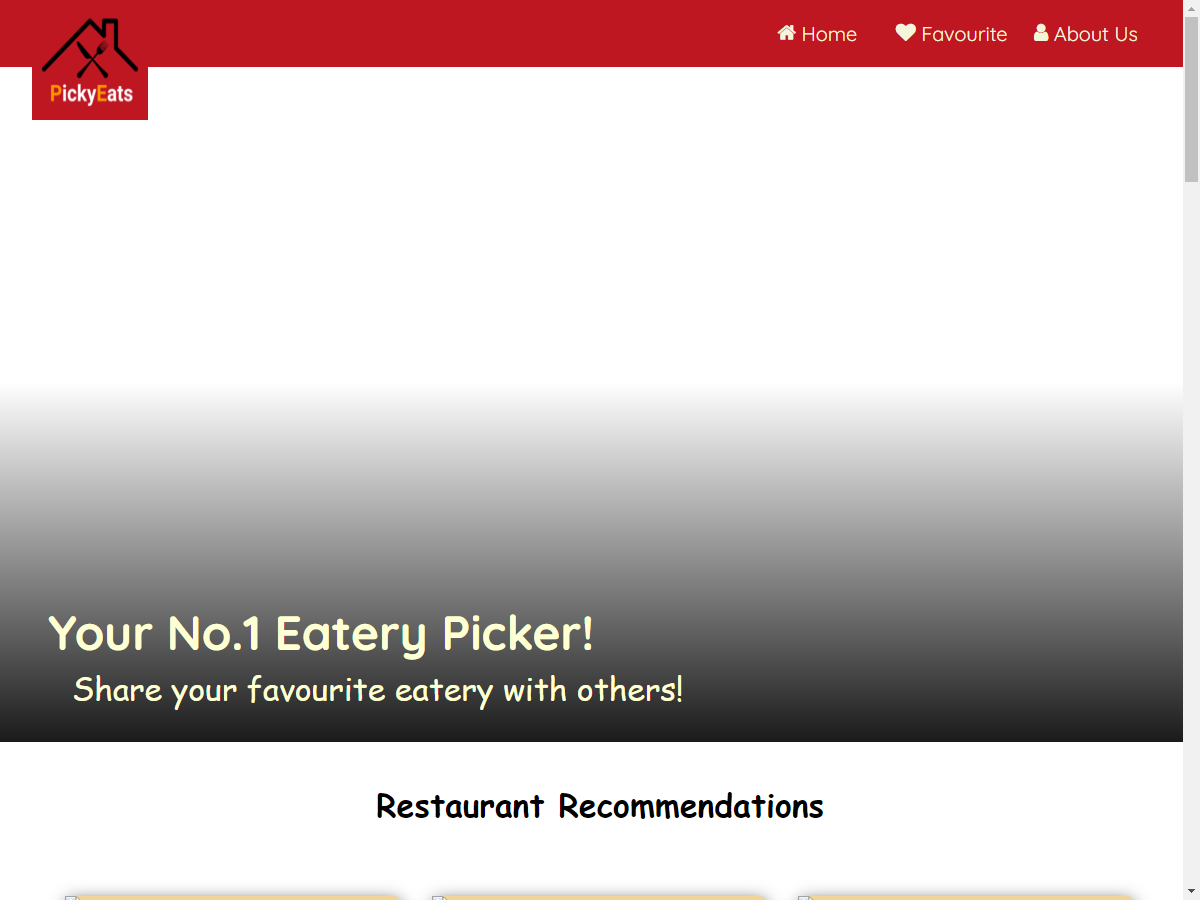 PickyEats
Home
Favourite
About Us
Your No.1 Eatery Picker!
Share your favourite eatery with others!
Restaurant Recommendations